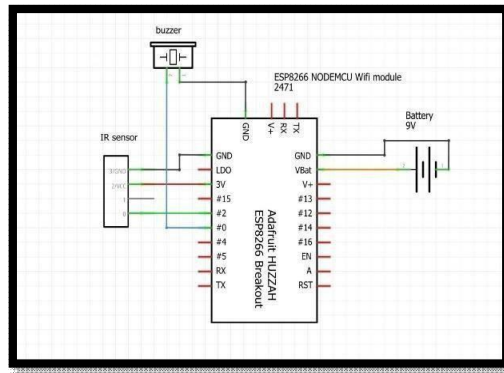 buzzer
ESP8266 NODEMCU Wifi module
2471
Battery
9V
IR sensor
GND
V+
RX
TX
GND
LDO
3V
#15
#2
#0
#4
#5
RX
TX
GND
VBat
V+
#13
#12
#14
#16
EN
A
RST
Adafruit HUZZAH
ESP8266 Breakout